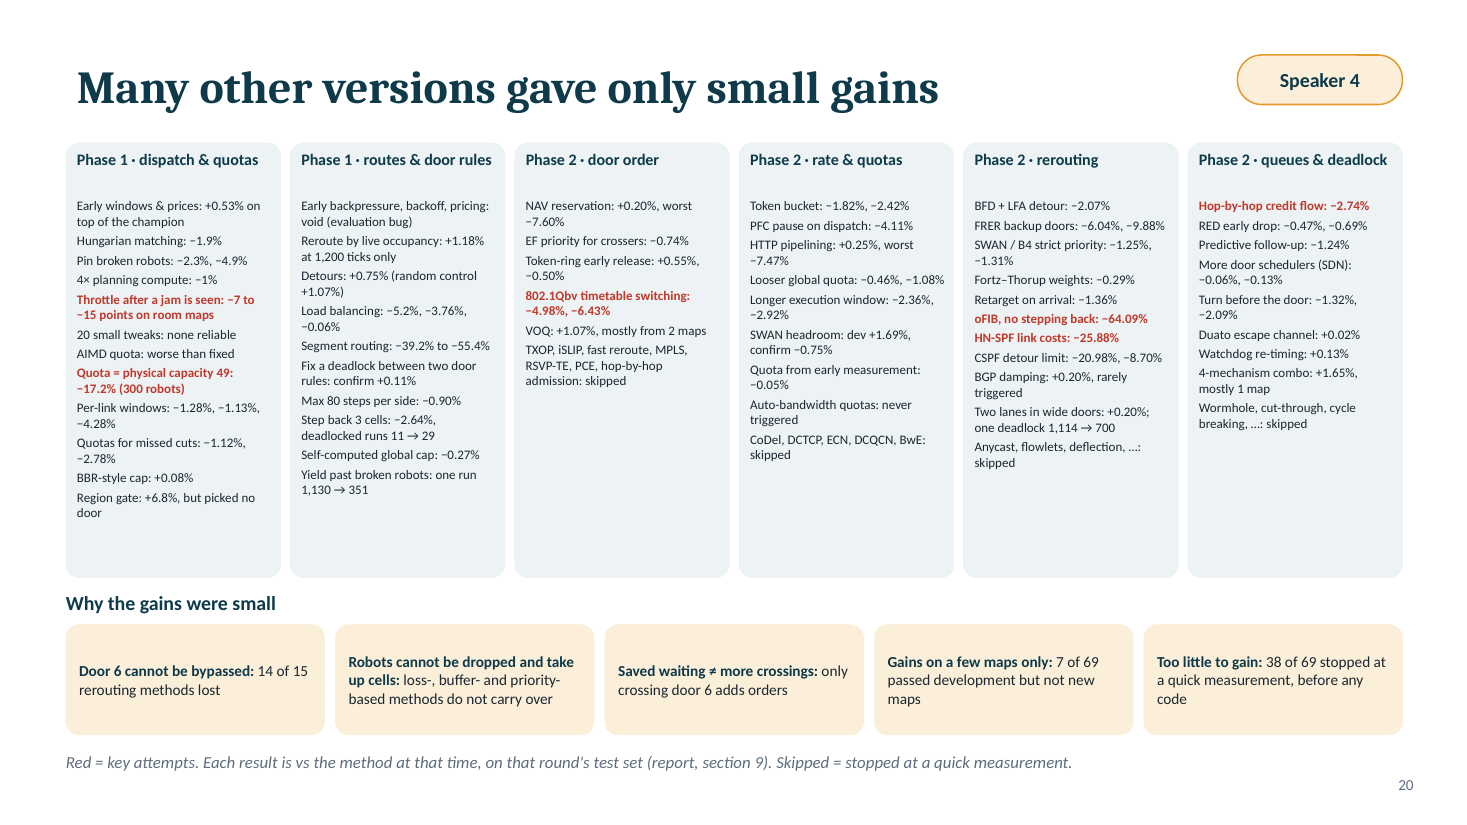 Many other versions gave only small gains
Speaker 4
Phase 1 · dispatch & quotas
Early windows & prices: +0.53% on
top of the champion
Hungarian matching: −1.9%
Pin broken robots: −2.3%, −4.9%
4× planning compute: −1%
Throttle after a jam is seen: −7 to
−15 points on room maps
20 small tweaks: none reliable
AIMD quota: worse than fixed
Quota = physical capacity 49:
−17.2% (300 robots)
Per-link windows: −1.28%, −1.13%,
−4.28%
Quotas for missed cuts: −1.12%,
−2.78%
BBR-style cap: +0.08%
Region gate: +6.8%, but picked no
door
Phase 1 · routes & door rules
Early backpressure, backoff, pricing:
void (evaluation bug)
Reroute by live occupancy: +1.18%
at 1,200 ticks only
Detours: +0.75% (random control
+1.07%)
Load balancing: −5.2%, −3.76%,
−0.06%
Segment routing: −39.2% to −55.4%
Fix a deadlock between two door
rules: confirm +0.11%
Max 80 steps per side: −0.90%
Step back 3 cells: −2.64%,
deadlocked runs 11 → 29
Self-computed global cap: −0.27%
Yield past broken robots: one run
1,130 → 351
Phase 2 · door order
NAV reservation: +0.20%, worst
−7.60%
EF priority for crossers: −0.74%
Token-ring early release: +0.55%,
−0.50%
802.1Qbv timetable switching:
−4.98%, −6.43%
VOQ: +1.07%, mostly from 2 maps
TXOP, iSLIP, fast reroute, MPLS,
RSVP-TE, PCE, hop-by-hop
admission: skipped
Phase 2 · rate & quotas
Token bucket: −1.82%, −2.42%
PFC pause on dispatch: −4.11%
HTTP pipelining: +0.25%, worst
−7.47%
Looser global quota: −0.46%, −1.08%
Longer execution window: −2.36%,
−2.92%
SWAN headroom: dev +1.69%,
confirm −0.75%
Quota from early measurement:
−0.05%
Auto-bandwidth quotas: never
triggered
CoDel, DCTCP, ECN, DCQCN, BwE:
skipped
Phase 2 · rerouting
BFD + LFA detour: −2.07%
FRER backup doors: −6.04%, −9.88%
SWAN / B4 strict priority: −1.25%,
−1.31%
Fortz–Thorup weights: −0.29%
Retarget on arrival: −1.36%
oFIB, no stepping back: −64.09%
HN-SPF link costs: −25.88%
CSPF detour limit: −20.98%, −8.70%
BGP damping: +0.20%, rarely
triggered
Two lanes in wide doors: +0.20%;
one deadlock 1,114 → 700
Anycast, flowlets, deflection, …:
skipped
Phase 2 · queues & deadlock
Hop-by-hop credit flow: −2.74%
RED early drop: −0.47%, −0.69%
Predictive follow-up: −1.24%
More door schedulers (SDN):
−0.06%, −0.13%
Turn before the door: −1.32%,
−2.09%
Duato escape channel: +0.02%
Watchdog re-timing: +0.13%
4-mechanism combo: +1.65%,
mostly 1 map
Wormhole, cut-through, cycle
breaking, …: skipped
Why the gains were small
Door 6 cannot be bypassed: 14 of 15
rerouting methods lost
Robots cannot be dropped and take
up cells: loss-, buffer- and priority-
based methods do not carry over
Saved waiting ≠ more crossings: only
crossing door 6 adds orders
Gains on a few maps only: 7 of 69
passed development but not new
maps
Too little to gain: 38 of 69 stopped at
a quick measurement, before any
code
Red = key attempts. Each result is vs the method at that time, on that round's test set (report, section 9). Skipped = stopped at a quick measurement.
20